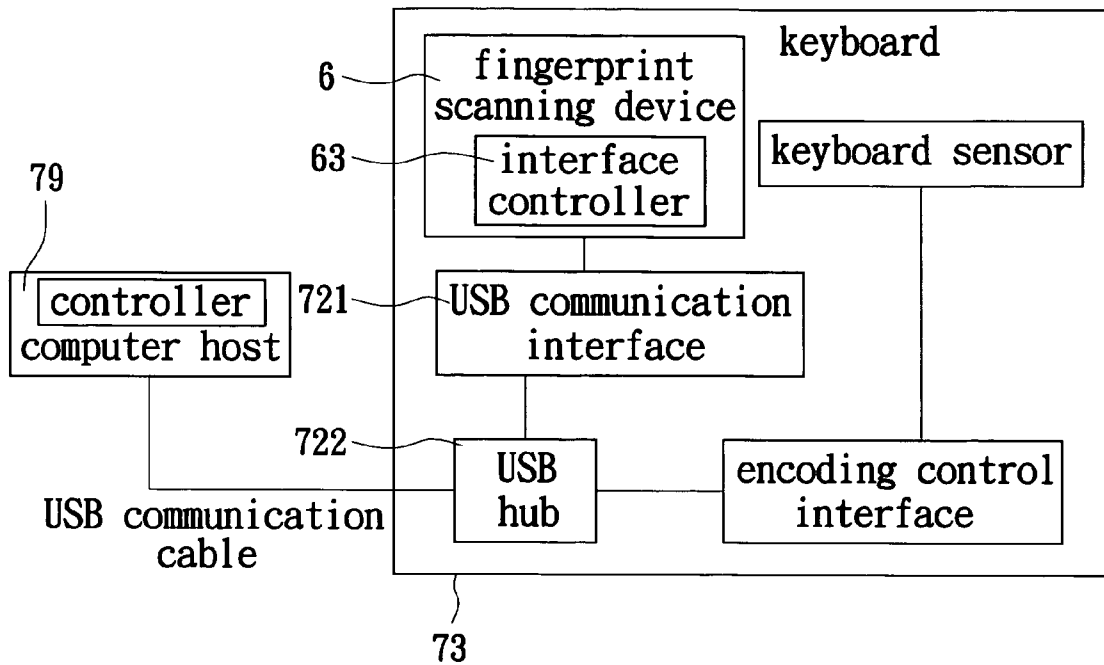 keyboard
6
fingerprint
scanning device
63
interface
controller
keyboard sensor
79
controller
computer host
721
USB communication
interface
722
USB
hub
encoding control
interface
USB communication
cable
73